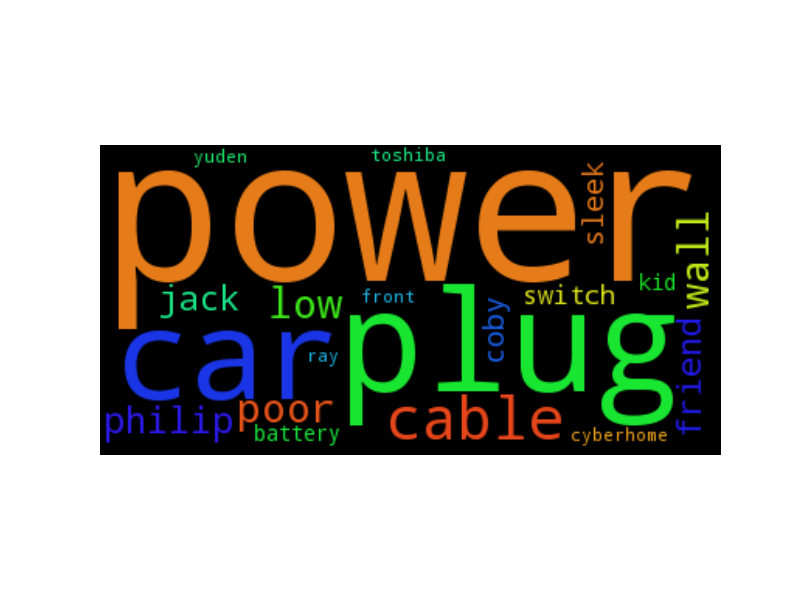 yuden
toshiba
power
sleek
wall
jack
low
front
switch
kid
car
ray
plug
coby
friend
philip
poor
battery
cable
cyberhome